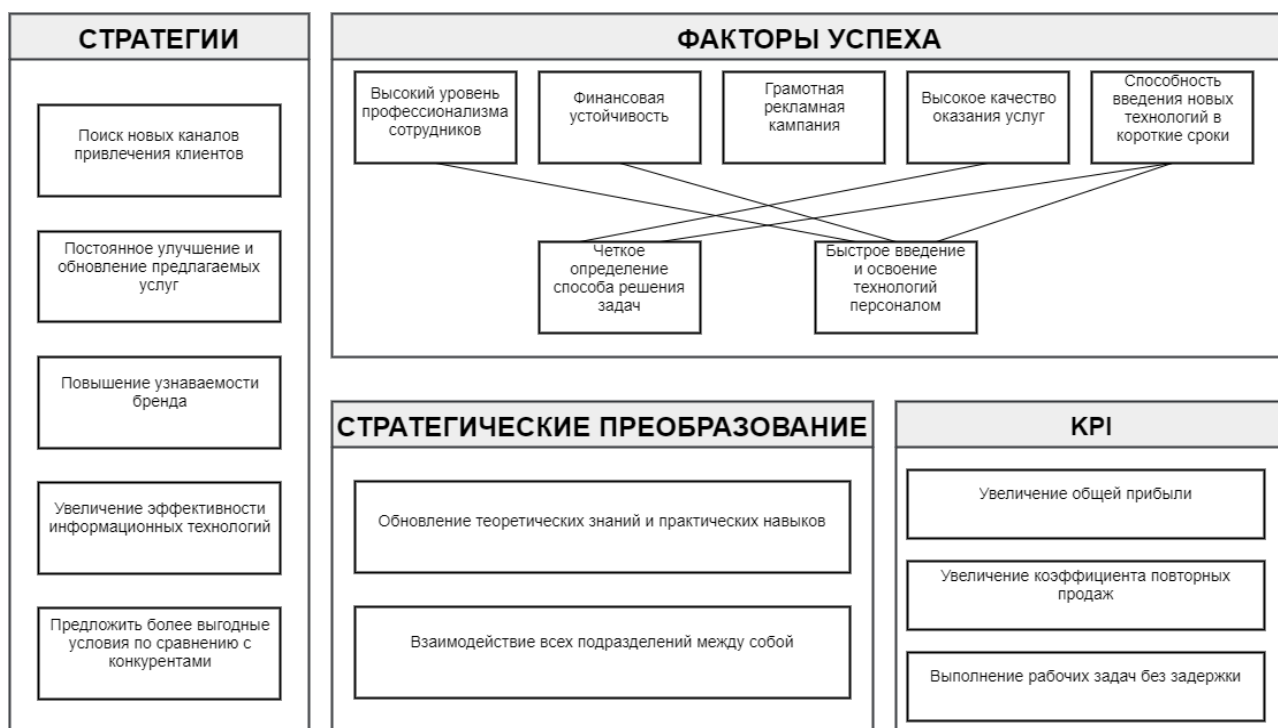 СТРАТЕГИИ
Поиск новых каналов
привлечения клиентов
Постоянное улучшение и
обновление предлагаемых
услуг
Повышение узнаваемости
бренда
Увеличение эффективности
информационных технологий
Предложить более выгодные
условия по сравнению с
конкурентами
ФАКТОРЫ УСПЕХА
Высокий уровень
профессионализма
сотрудников
Финансовая
устойчивость
Грамотная
рекламная
кампания
Высокое качество
оказания услуг
Способность
введения новых
технологий в
короткие сроки
Четкое
определение
способа решения
задач
Быстрое введение
и освоение
технологий
персоналом
СТРАТЕГИЧЕСКИЕ ПРЕОБРАЗОВАНИЕ
Обновление теоретических знаний и практических навыков
Взаимодействие всех подразделений между собой
KPI
Увеличение общей прибыли
Увеличение коэффициента повторных
продаж
Выполнение рабочих задач без задержки